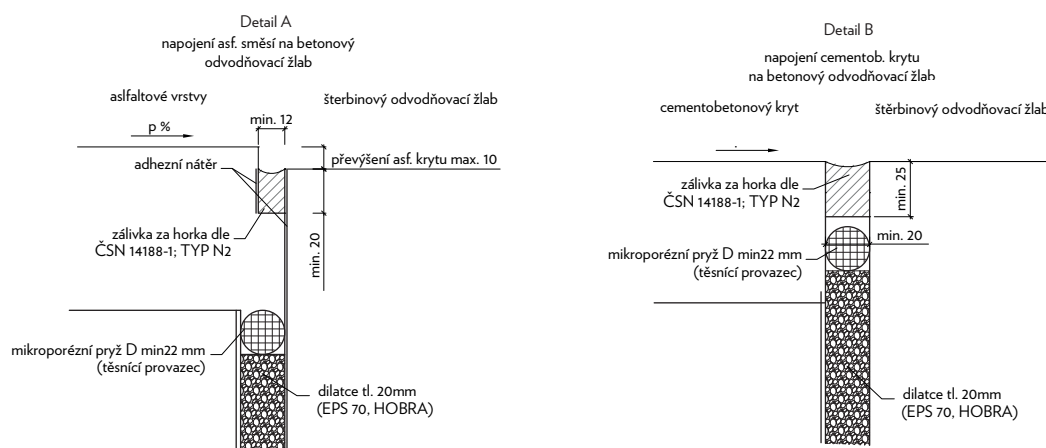 Detail A
napojení asf. směsí na betonový
odvodňovací žlab
aslfaltové vrstvy
šterbinový odvodňovací žlab
min. 12
p %
adhezní nátěr
převýšení asf. krytu max. 10
zálivka za horka dle
ČSN 14188-1; TYP N2
min. 20
mikroporézní pryž D min22 mm
(těsnící provazec)
dilatce tl. 20mm
(EPS 70, HOBRA)
Detail B
napojení cementob. krytu
na betonový odvodňovací žlab
cementobetonový kryt
štěrbinový odvodňovací žlab
zálivka za horka dle
ČSN 14188-1; TYP N2
min. 25
min. 20
mikroporézní pryž D min22 mm
(těsnící provazec)
dilatce tl. 20mm
(EPS 70, HOBRA)